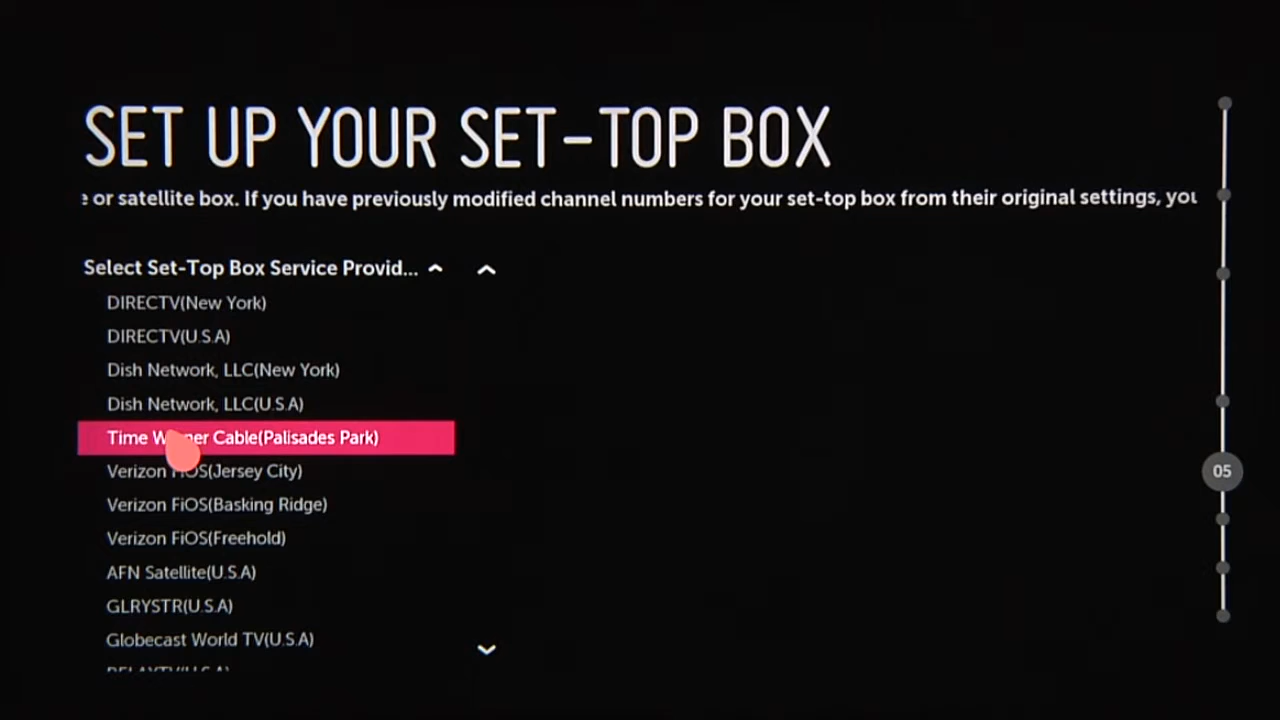 SET UP YOUR SET-TOP BOX
or satellite box. If you have previously modified channel numbers for your set-top box from their original settings, you
Select Set-Top Box Service Provid...
DIRECTV(New York)
DIRECTV(U.S.A)
Dish Network, LLC(New York)
Dish Network, LLC(U.S.A)
Time Warner Cable(Palisades Park)
Verizon FiOS(Jersey City)
05
Verizon FiOS(Basking Ridge)
Verizon FiOS(Freehold)
AFN Satellite(U.S.A)
GLRYSTR(U.S.A)
Globecast World TV(U.S.A)